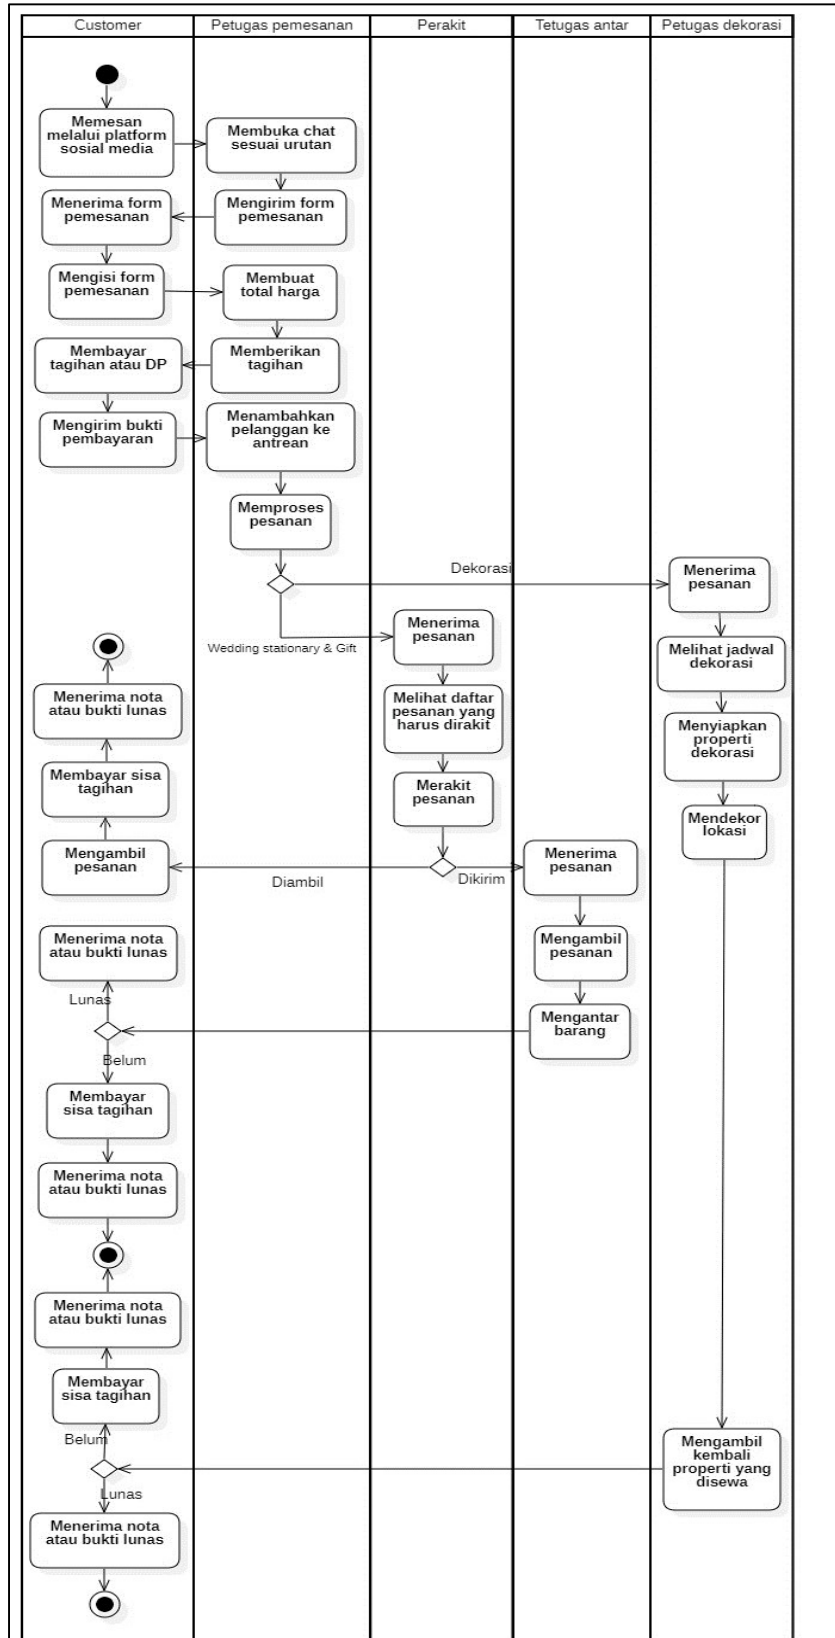 Customer
Petugas pemesanan
Perakit
Tetugas antar
Petugas dekorasi
Memesan
melalui platform
sosial media
Membuka chat
sesuai urutan
Menerima form
pemesanan
Mengirim form
pemesanan
Mengisi form
pemesanan
Membuat
total harga
Membayar
tagihan atau DP
Memberikan
tagihan
Mengirim bukti
pembayaran
Menambahkan
pelanggan ke
antrean
Memproses
pesanan
Dekorasi
Menerima
pesanan
Wedding stationary & Gift
Menerima
pesanan
Melihat jadwal
dekorasi
Menerima nota
atau bukti lunas
Melihat daftar
pesanan yang
harus dirakit
Menyiapkan
properti
dekorasi
Membayar sisa
tagihan
Merakit
pesanan
Mendekor
lokasi
Mengambil
pesanan
Diambil
Dikirim
Menerima
pesanan
Menerima nota
atau bukti lunas
Mengambil
pesanan
Lunas
Mengantar
barang
Belum
Membayar
sisa tagihan
Menerima nota
atau bukti lunas
Menerima nota
atau bukti lunas
Membayar
sisa tagihan
Belum
Mengambil
kembali
properti yang
disewa
Lunas
Menerima nota
atau bukti lunas